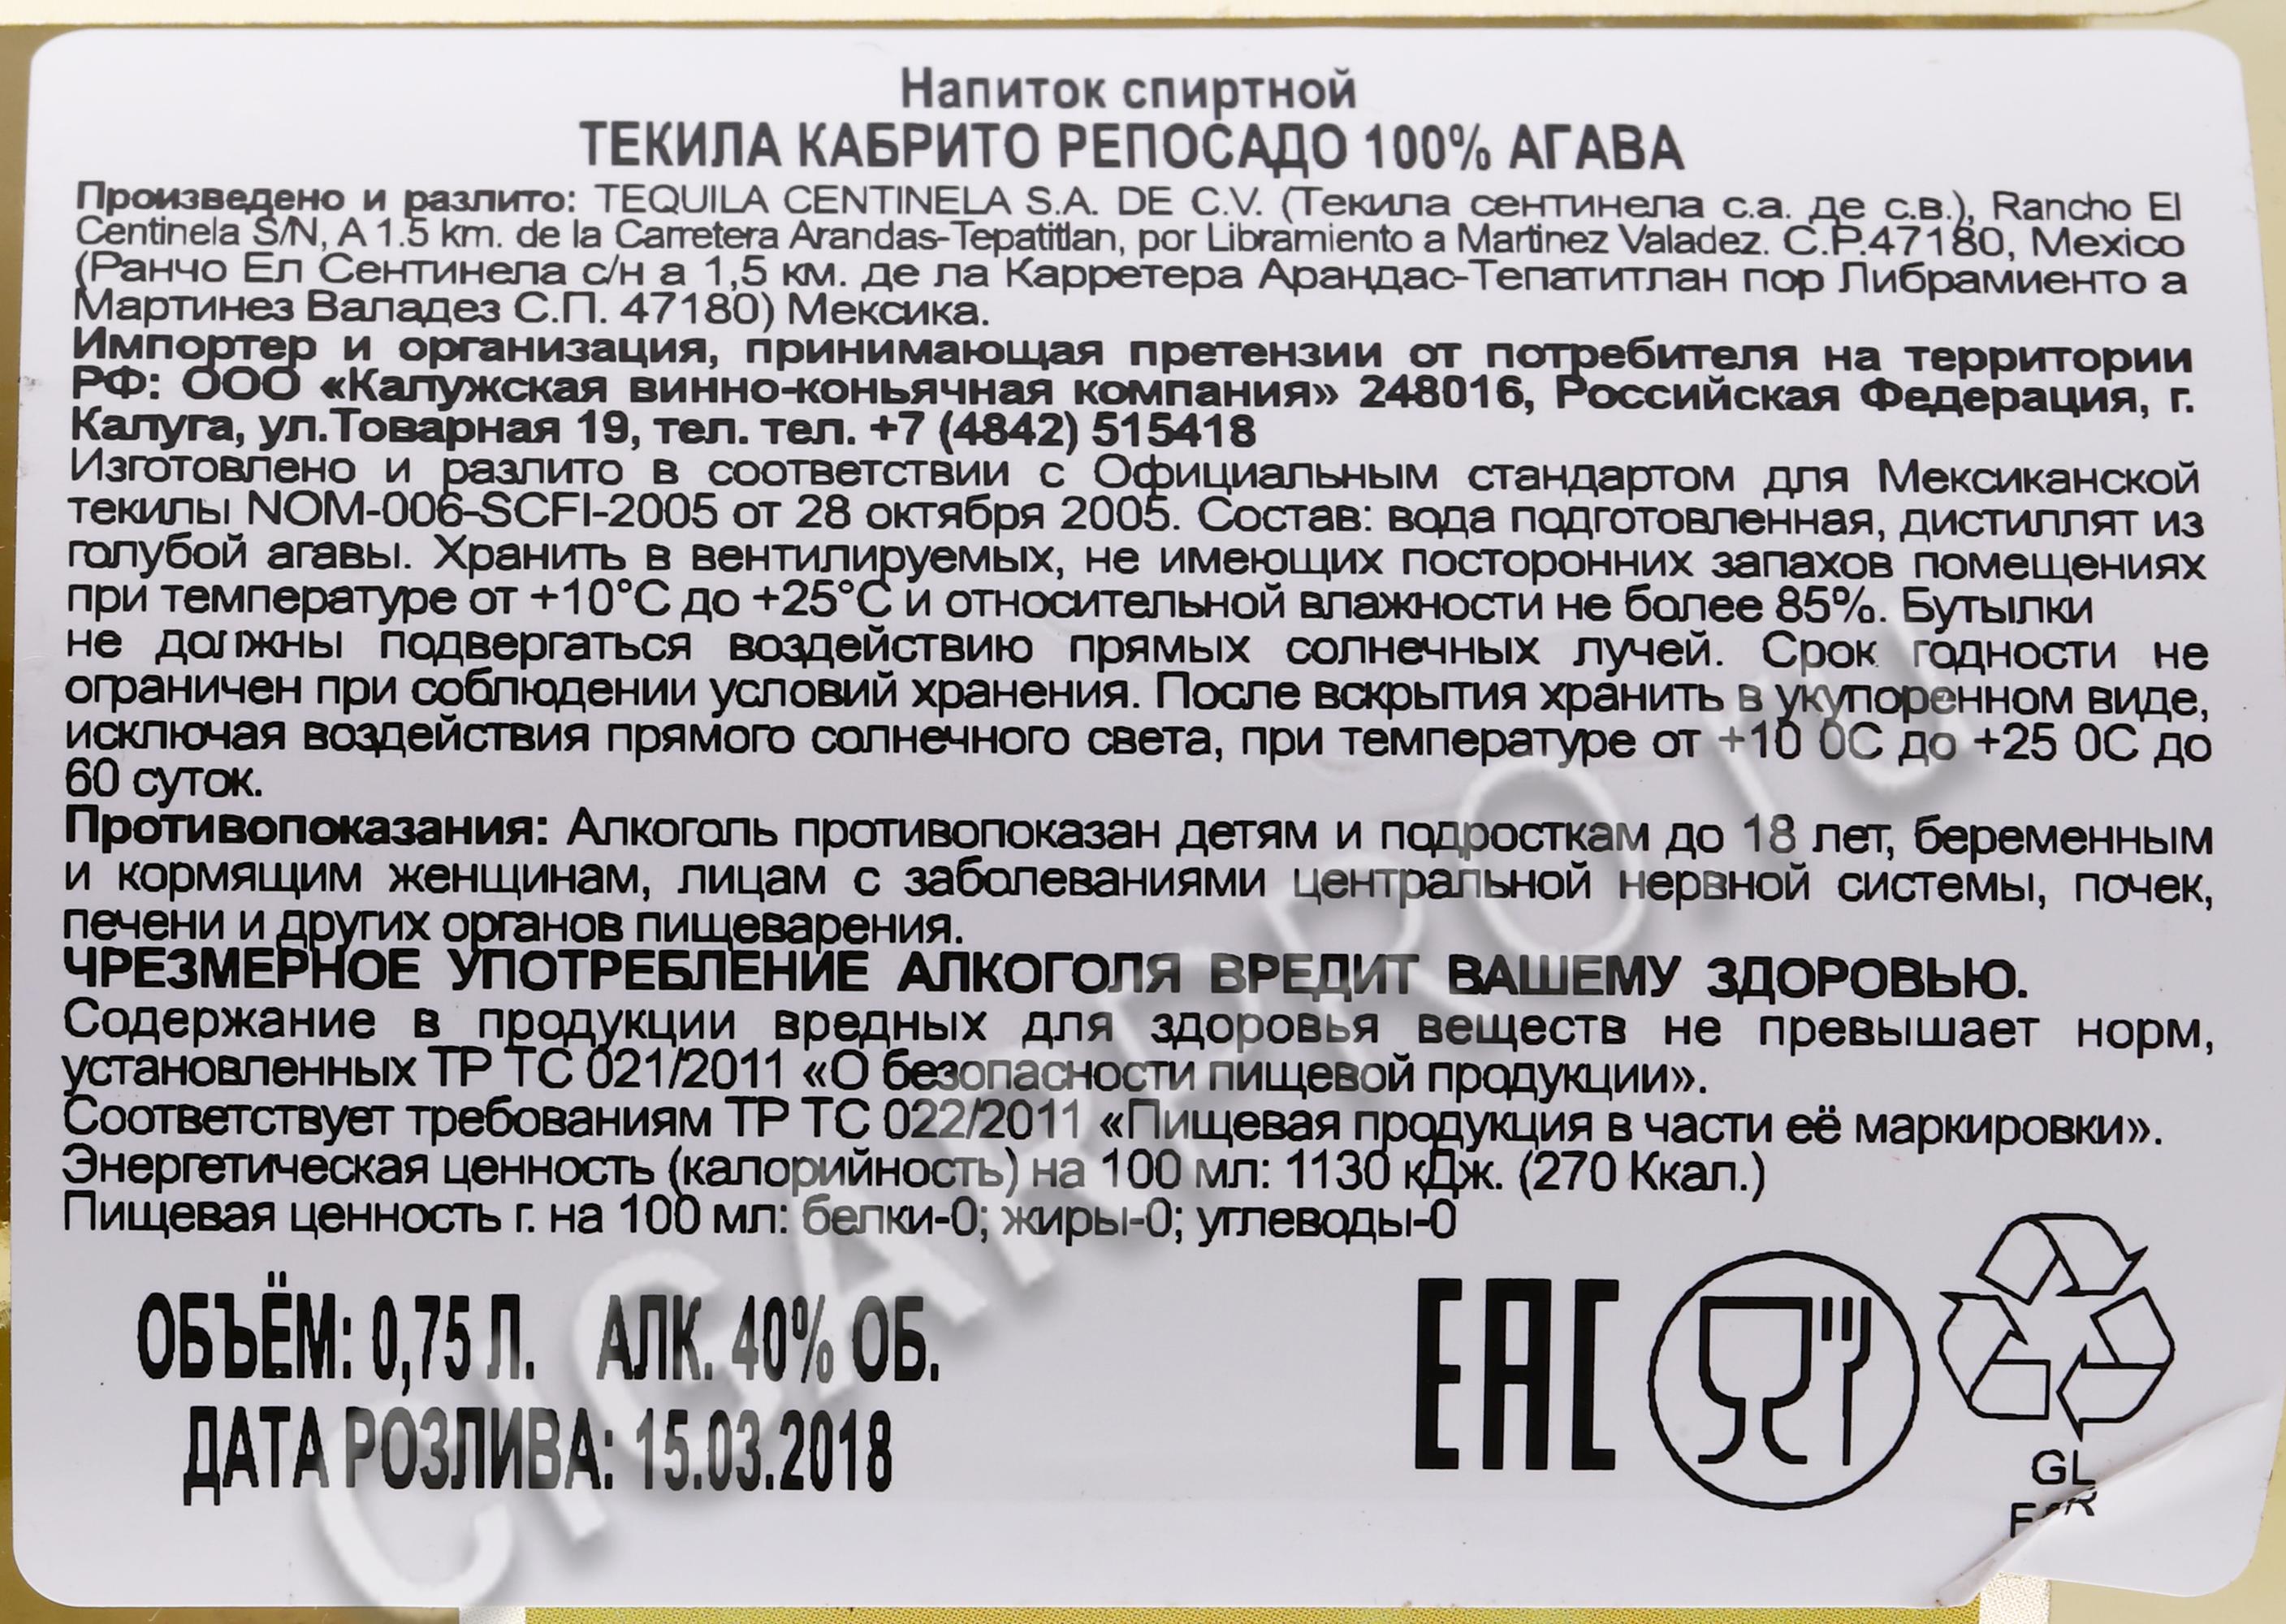 Напиток спиртной
ТЕКИЛА КАБРИТО РЕПОСАДО 100% АГАВА
Произведено и разлито: TEQUILA CENTINELA S.A. DE C.V. (Текила сентинела с.а. де с.в.), Rancho El
Centinela S/N, A 1.5 km. de la Carretera Arandas-Tepatitlan, por Libramiento a Martinez Valadez. C.P.47180, Mexico
(Ранчо Ел Сентинела с/н а 1,5 км. де ла Карретера Арандас-Тепатитлан пор Либрамиенто а
Мартинез Валадез С.П. 47180) Мексика.
Импортер и организация, принимающая претензии от потребителя на территории
РФ: ООО «Калужская винно-коньячная компания» 248016, Российская Федерация, г.
Калуга, ул.Товарная 19, тел. тел. +7 (4842) 515418
Изготовлено и разлито в соответствии с Официальным стандартом для Мексиканской
текилы NOM-006-SCFI-2005 от 28 октября 2005. Состав: вода подготовленная, дистиллят из
голубой агавы. Хранить в вентилируемых, не имеющих посторонних запахов помещениях
при температуре от +10°С до +25°С и относительной влажности не более 85%. Бутылки
не должны подвергаться воздействию прямых солнечных лучей. Срок годности не
ограничен при соблюдении условий хранения. После вскрытия хранить в укупоренном виде,
исключая воздействия прямого солнечного света, при температуре от +10 0С до +25 0С до
60 суток.
Противопоказания: Алкоголь противопоказан детям и подросткам до 18 лет, беременным
и кормящим женщинам, лицам с заболеваниями центральной нервной системы, почек,
печени и других органов пищеварения.
ЧРЕЗМЕРНОЕ УПОТРЕБЛЕНИЕ АЛКОГОЛЯ ВРЕДИТ ВАШЕМУ ЗДОРОВЬЮ.
Содержание в продукции вредных для здоровья веществ не превышает норм,
установленных ТР ТС 021/2011 «О безопасности пищевой продукции».
Соответствует требованиям ТР ТС 022/2011 «Пищевая продукция в части её маркировки».
Энергетическая ценность (калорийность) на 100 мл: 1130 кДж. (270 Ккал.)
Пищевая ценность г. на 100 мл: белки-0; жиры-0; углеводы-0
ОБЪЁМ: 0,75 Л. АЛК. 40% ОБ.
ДАТА РОЗЛИВА: 15.03.2018
EAC
GL
CIGARPRO.ru